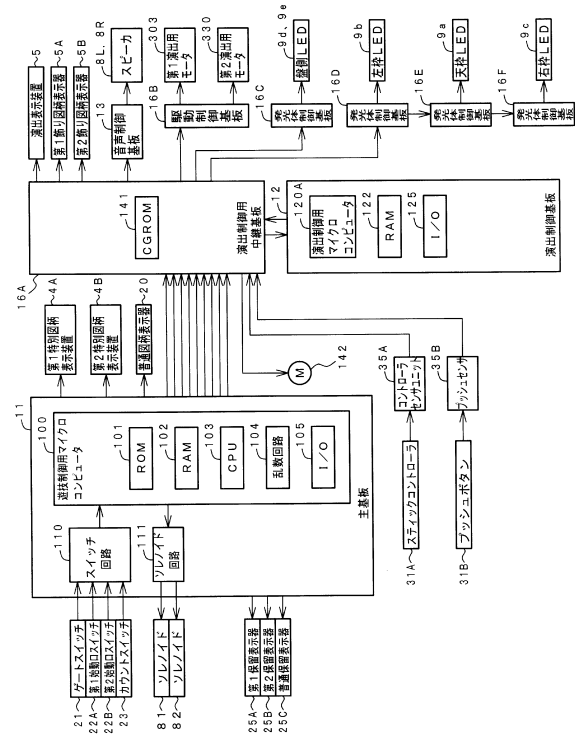 21
ゲートスイッチ
22A
第1始動口スイッチ
22B
第2始動口スイッチ
23
カウントスイッチ
81
ソレノイド
82
ソレノイド
25A
第1保留表示器
25B
第2保留表示器
25C
普通保留表示器
11
主基板
110
スイッチ
回路
111
ソレノイド
回路
100
遊技制御用マイクロ
コンピュータ
101
ROM
102
RAM
103
CPU
104
乱数回路
105
I/O
31A
スティックコントローラ
31B
プッシュボタン
35A
コントローラ
センサユニット
35B
プッシュセンサ
第1特別図柄
表示装置
4A
第2特別図柄
表示装置
4B
普通図柄表示器
20
M
142
16A
141
CGROM
演出制御用
中継基板
12
120A
演出制御用
マイクロ
コンピュータ
122
RAM
125
I/O
演出制御基板
演出表示装置
5
第1飾り図柄表示器
5A
第2飾り図柄表示器
5B
13
音声制御
基板
スピーカ
8L、8R
16B
駆動
制御
基板
第1演出用
モータ
303
第2演出用
モータ
330
16C
発光体制御
基板
盤側LED
9d、9e
16D
発光体制御
基板
左枠LED
9b
16E
発光体制御
基板
天枠LED
9a
16F
発光体制御
基板
右枠LED
9c